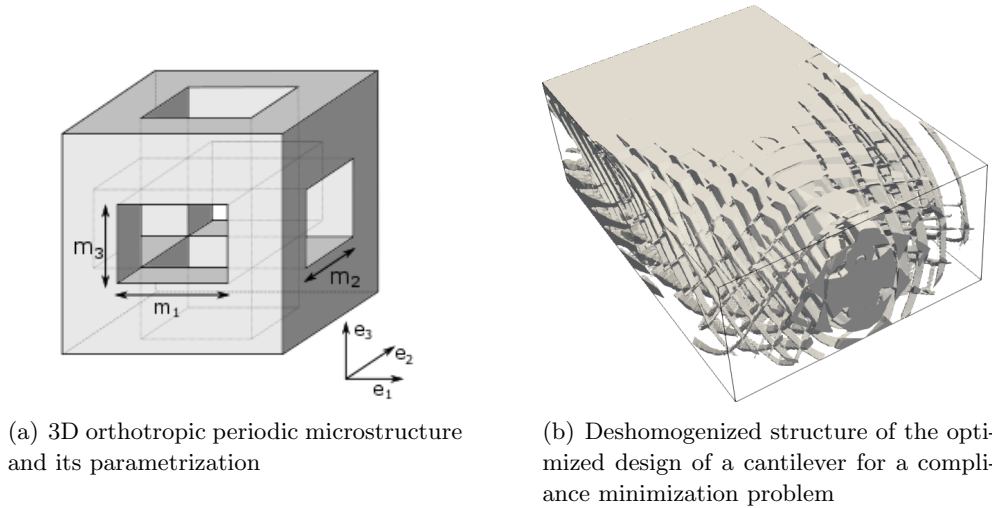 m₃
m₁
m₂
e₃
e₂
e₁
(a) 3D orthotropic periodic microstructure
and its parametrization
(b) Deshomogenized structure of the opti-
mized design of a cantilever for a compli-
ance minimization problem